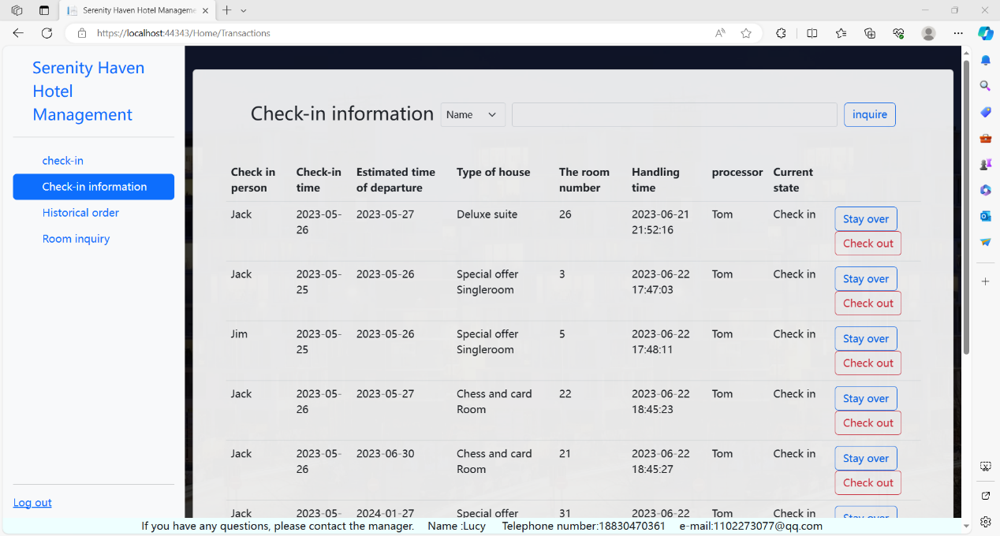 Serenity Haven Hotel Manageme
https://localhost:44343/Home/Transactions
Serenity Haven
Hotel
Management
check-in
Check-in information
Historical order
Room inquiry
Log out
Check-in information Name inquire
Check in person Check-in time Estimated time of departure Type of house The room number Handling time processor Current state
Jack 2023-05-26 2023-05-27 Deluxe suite 26 2023-06-21 21:52:16 Tom Check in Stay over
Check out
Jack 2023-05-25 2023-05-26 Special offer Singleroom 3 2023-06-22 17:47:03 Tom Check in Stay over
Check out
Jim 2023-05-25 2023-05-26 Special offer Singleroom 5 2023-06-22 17:48:11 Tom Check in Stay over
Check out
Jack 2023-05-26 2023-05-27 Chess and card Room 22 2023-06-22 18:45:23 Tom Check in Stay over
Check out
Jack 2023-05-26 2023-06-30 Chess and card Room 21 2023-06-22 18:45:27 Tom Check in Stay over
Check out
Jack 2023-05- 2024-01-27 Special offer 31 2023-06-22 Tom Check in Stay over
If you have any questions, please contact the manager. Name :Lucy Telephone number:18830470361 e-mail:1102273077@qq.com